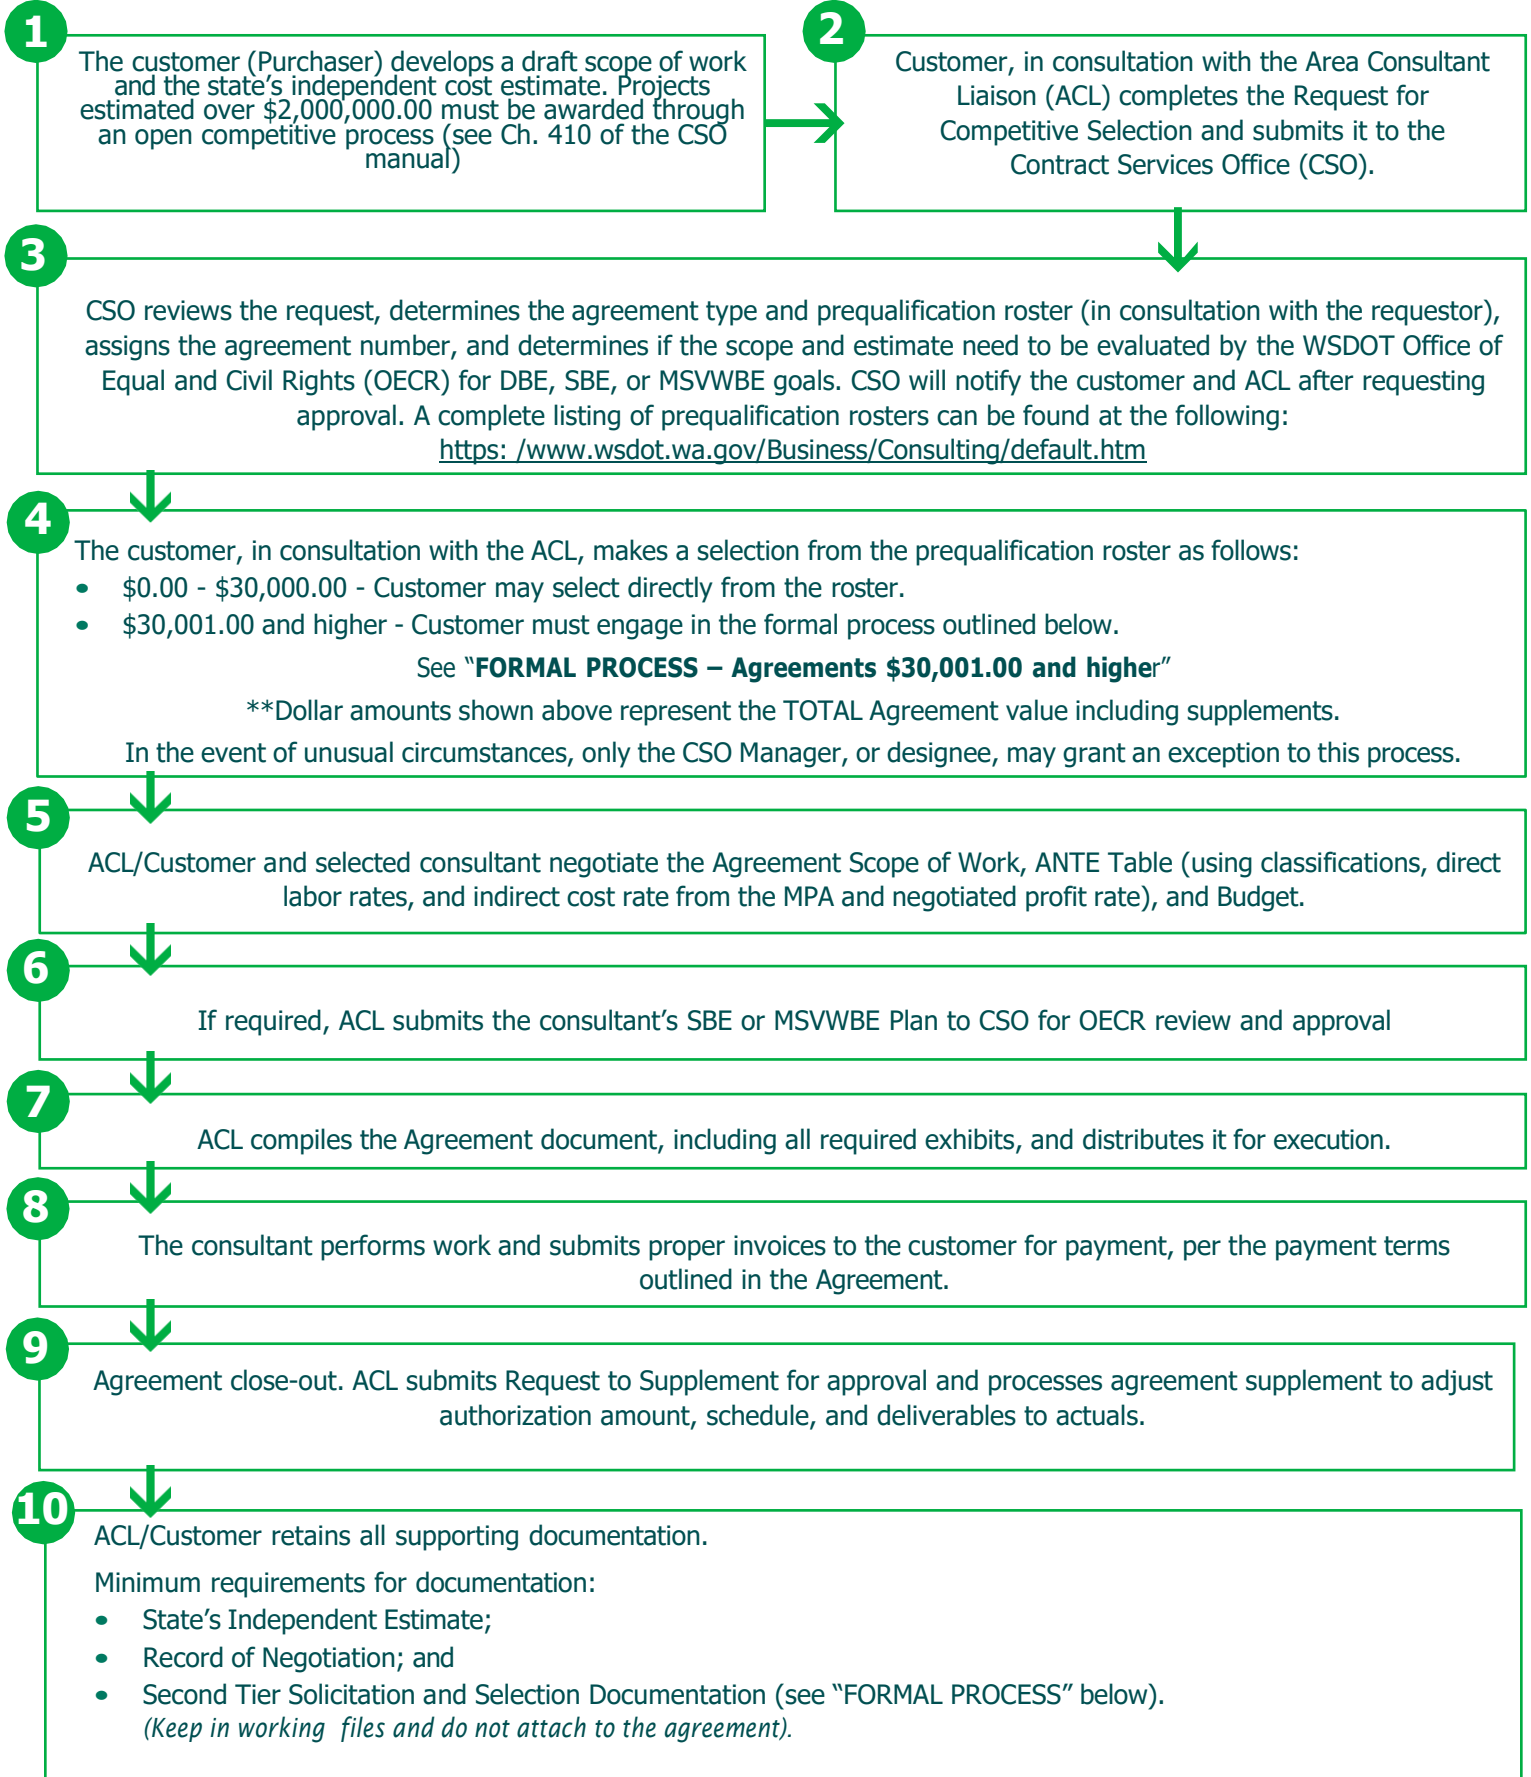 1
The customer (Purchaser) develops a draft scope of work
and the state’s independent cost estimate. Projects
estimated over $2,000,000.00 must be awarded through
an open competitive process (see Ch. 410 of the CSO
manual)
2
Customer, in consultation with the Area Consultant
Liaison (ACL) completes the Request for
Competitive Selection and submits it to the
Contract Services Office (CSO).
3
CSO reviews the request, determines the agreement type and prequalification roster (in consultation with the requestor),
assigns the agreement number, and determines if the scope and estimate need to be evaluated by the WSDOT Office of
Equal and Civil Rights (OECR) for DBE, SBE, or MSVWBE goals. CSO will notify the customer and ACL after requesting
approval. A complete listing of prequalification rosters can be found at the following:
https: /www.wsdot.wa.gov/Business/Consulting/default.htm
4
The customer, in consultation with the ACL, makes a selection from the prequalification roster as follows:
• $0.00 - $30,000.00 - Customer may select directly from the roster.
• $30,001.00 and higher - Customer must engage in the formal process outlined below.
See “FORMAL PROCESS – Agreements $30,001.00 and higher”
**Dollar amounts shown above represent the TOTAL Agreement value including supplements.
In the event of unusual circumstances, only the CSO Manager, or designee, may grant an exception to this process.
5
ACL/Customer and selected consultant negotiate the Agreement Scope of Work, ANTE Table (using classifications, direct
labor rates, and indirect cost rate from the MPA and negotiated profit rate), and Budget.
6
If required, ACL submits the consultant’s SBE or MSVWBE Plan to CSO for OECR review and approval
7
ACL compiles the Agreement document, including all required exhibits, and distributes it for execution.
8
The consultant performs work and submits proper invoices to the customer for payment, per the payment terms
outlined in the Agreement.
9
Agreement close-out. ACL submits Request to Supplement for approval and processes agreement supplement to adjust
authorization amount, schedule, and deliverables to actuals.
10
ACL/Customer retains all supporting documentation.
Minimum requirements for documentation:
• State’s Independent Estimate;
• Record of Negotiation; and
• Second Tier Solicitation and Selection Documentation (see “FORMAL PROCESS” below).
(Keep in working files and do not attach to the agreement).